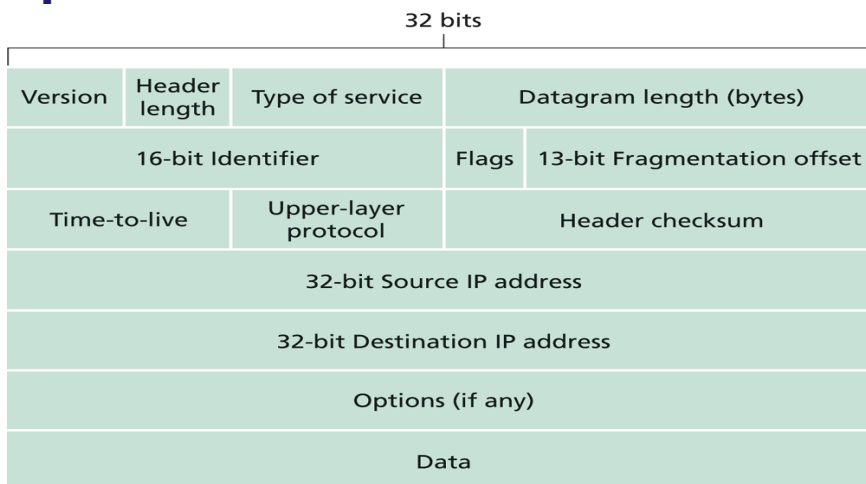 32 bits
Version
Header
length
Type of service
Datagram length (bytes)
16-bit Identifier
Flags
13-bit Fragmentation offset
Time-to-live
Upper-layer
protocol
Header checksum
32-bit Source IP address
32-bit Destination IP address
Options (if any)
Data